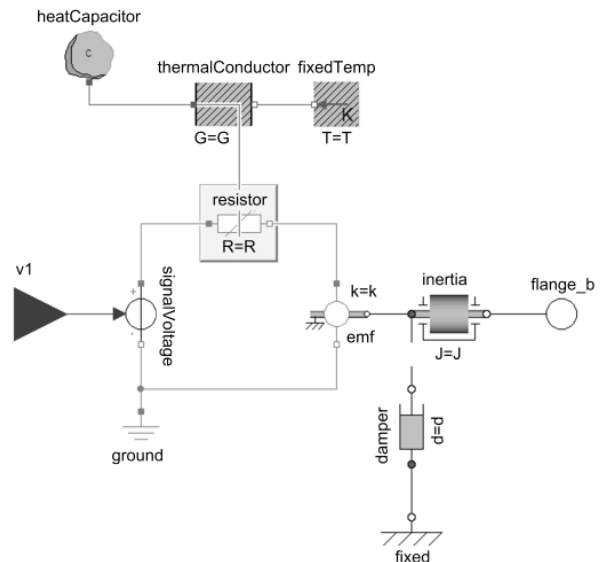 heatCapacitor
C
thermalConductor fixedTemp
K
G=G
T=T
resistor
R=R
v1
+
signalVoltage
-
k=k
emf
inertia
J=J
flange_b
damper
d=d
ground
fixed